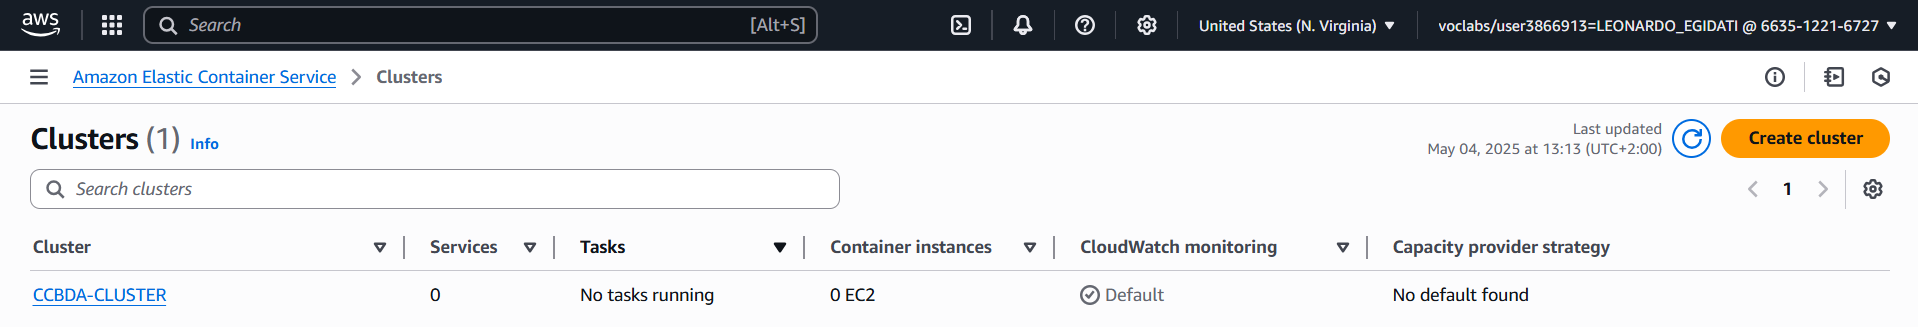 aws Search [Alt+S] United States (N. Virginia) voclabs/user3866913=LEONARDO_EGIDATI @ 6635-1221-6727
Amazon Elastic Container Service Clusters
Clusters (1) Info
Last updated
May 04, 2025 at 13:13 (UTC+2:00)
Create cluster
Search clusters
1
Cluster Services Tasks Container instances CloudWatch monitoring Capacity provider strategy
CCBDA-CLUSTER 0 No tasks running 0 EC2 Default No default found